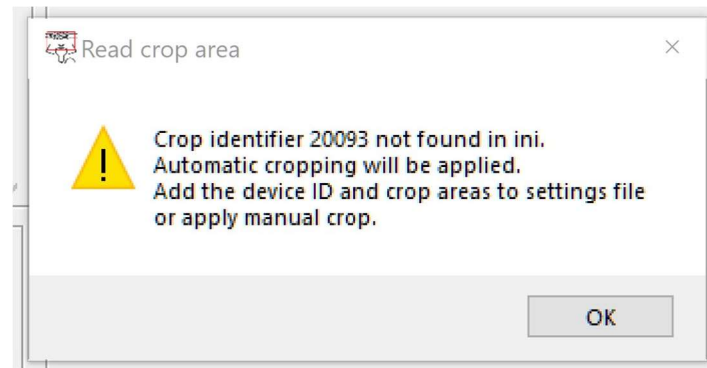 Read crop area
Crop identifier 20093 not found in ini.
Automatic cropping will be applied.
Add the device ID and crop areas to settings file
or apply manual crop.
OK